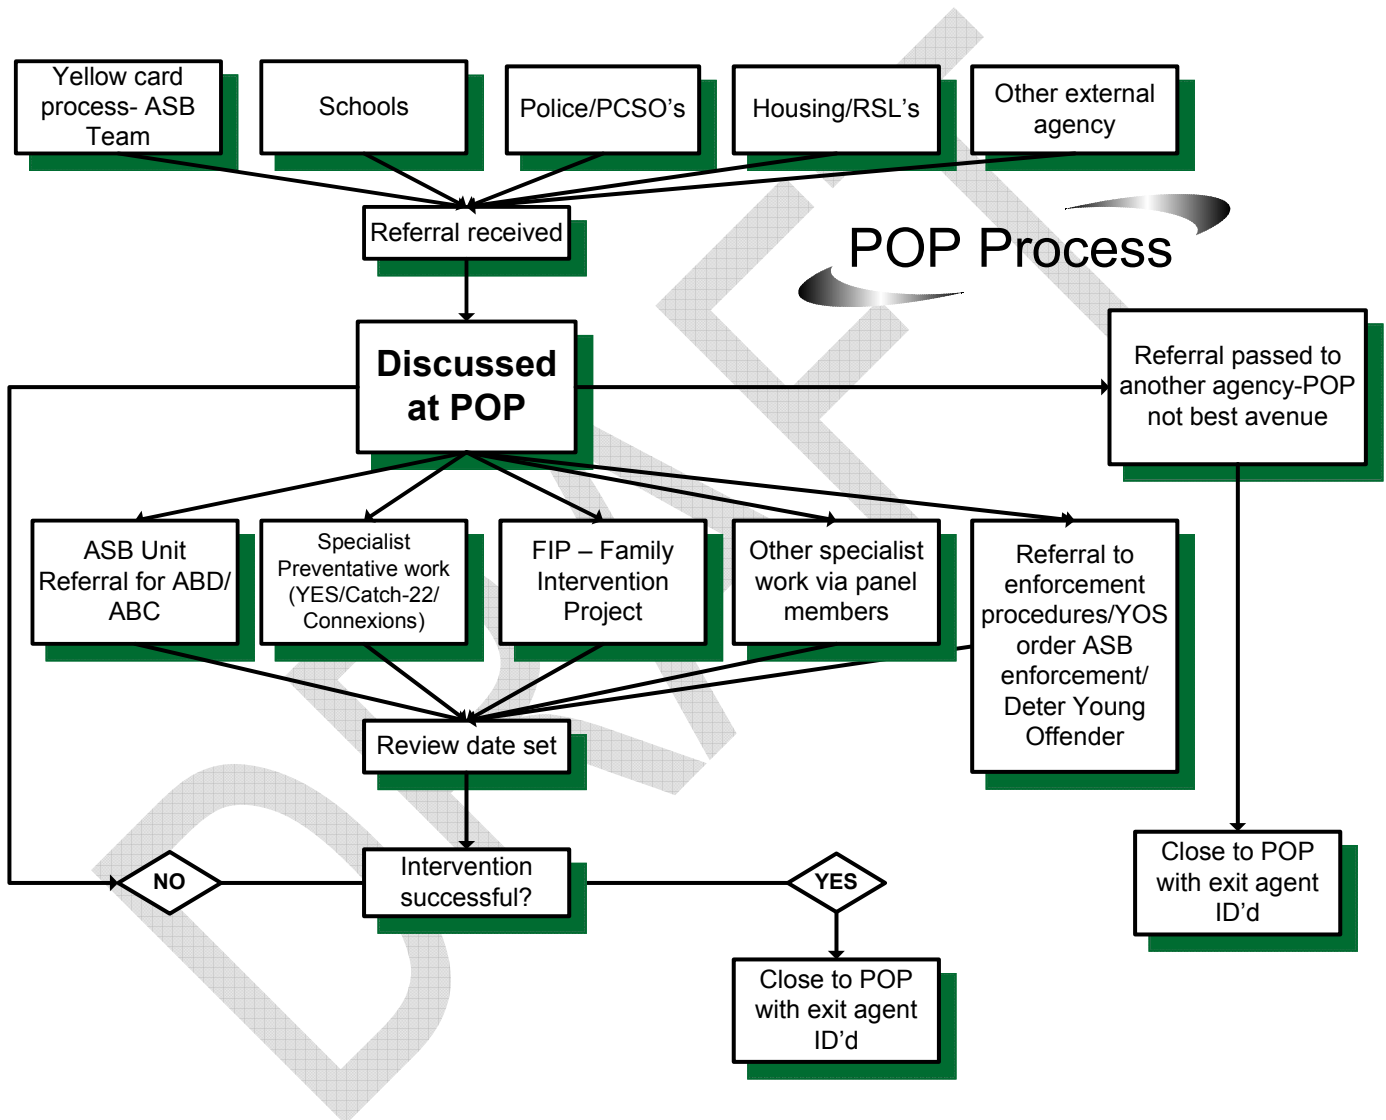 Yellow card
process- ASB
Team
Schools
Police/PCSO's
Housing/RSL's
Other external
agency
Referral received
POP Process
Discussed
at POP
Referral passed to
another agency-POP
not best avenue
ASB Unit
Referral for ABD/
ABC
Specialist
Preventative work
(YES/Catch-22/
Connexions)
FIP – Family
Intervention
Project
Other specialist
work via panel
members
Referral to
enforcement
procedures/YOS
order ASB
enforcement/
Deter Young
Offender
Review date set
Intervention
successful?
NO
YES
Close to POP
with exit agent
ID'd
Close to POP
with exit agent
ID'd
DRAFT